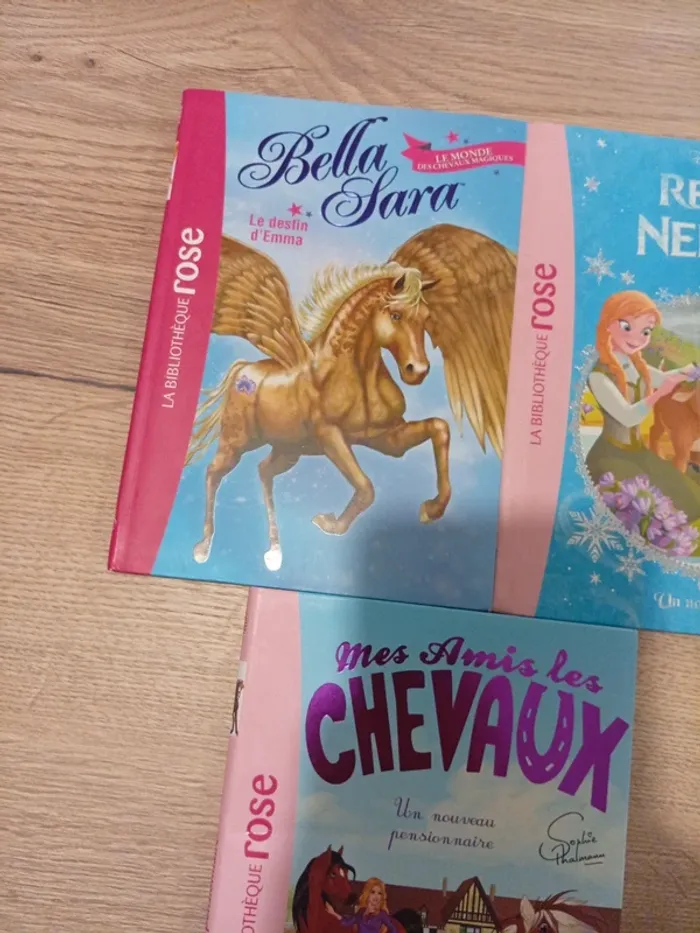 Bella
Sara
LE MONDE
DES CHEVAUX MAGIQUES
Le destin
d'Emma
LA BIBLIOTHÈQUE rose
LA BIBLIOTHÈQUE rose
Mes Amis les
CHEVAUX
Un nouveau
pensionnaire
Sophie
Thalmann
rose